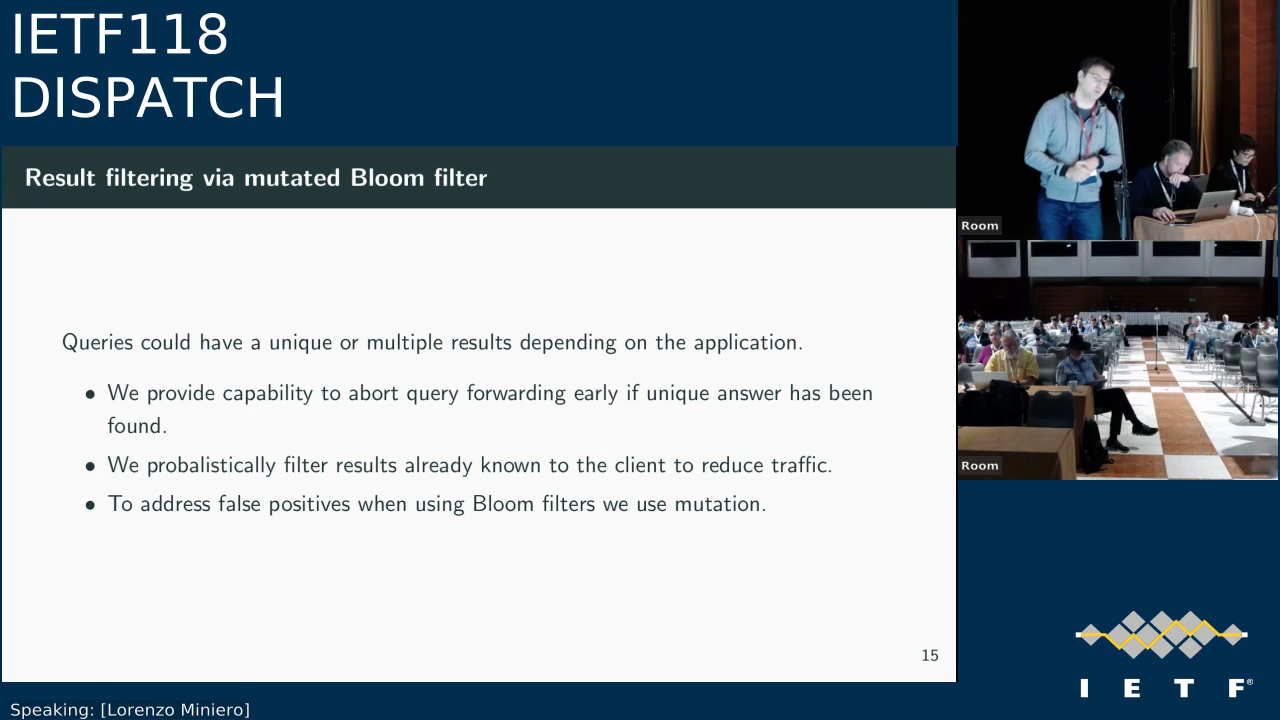 IETF118
DISPATCH
Result filtering via mutated Bloom filter
Queries could have a unique or multiple results depending on the application.
• We provide capability to abort query forwarding early if unique answer has been
found.
• We probalistically filter results already known to the client to reduce traffic.
• To address false positives when using Bloom filters we use mutation.
15
Room
Room
I E T F®
Speaking: [Lorenzo Miniero]